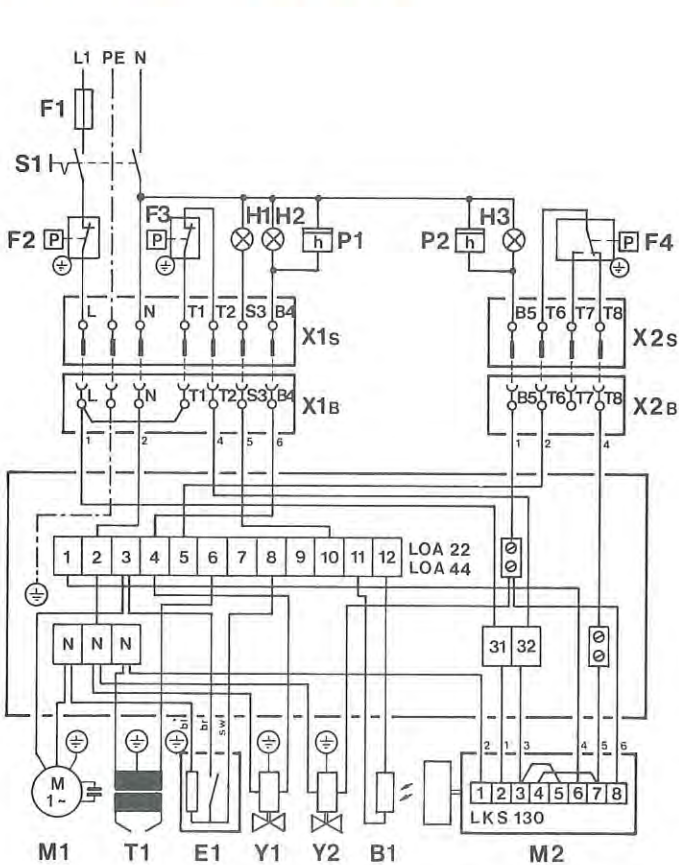 L1 PE N
F1
S1
F2 P F3 P H1 H2 h P1 P2 h H3 P F4
L N T1 T2 S3 B4 X1S B5 T6 T7 T8 X2S
L N T1 T2 S3 B4 X1B B5 T6 T7 T8 X2B
1 2 4 5 6 1 2 4
1 2 3 4 5 6 7 8 9 10 11 12 LOA 22
LOA 44
N N N 31 32
bl br sw 2 1 3 4 5 6
M
1~
1 2 3 4 5 6 7 8
LKS 130
M1 T1 E1 Y1 Y2 B1 M2